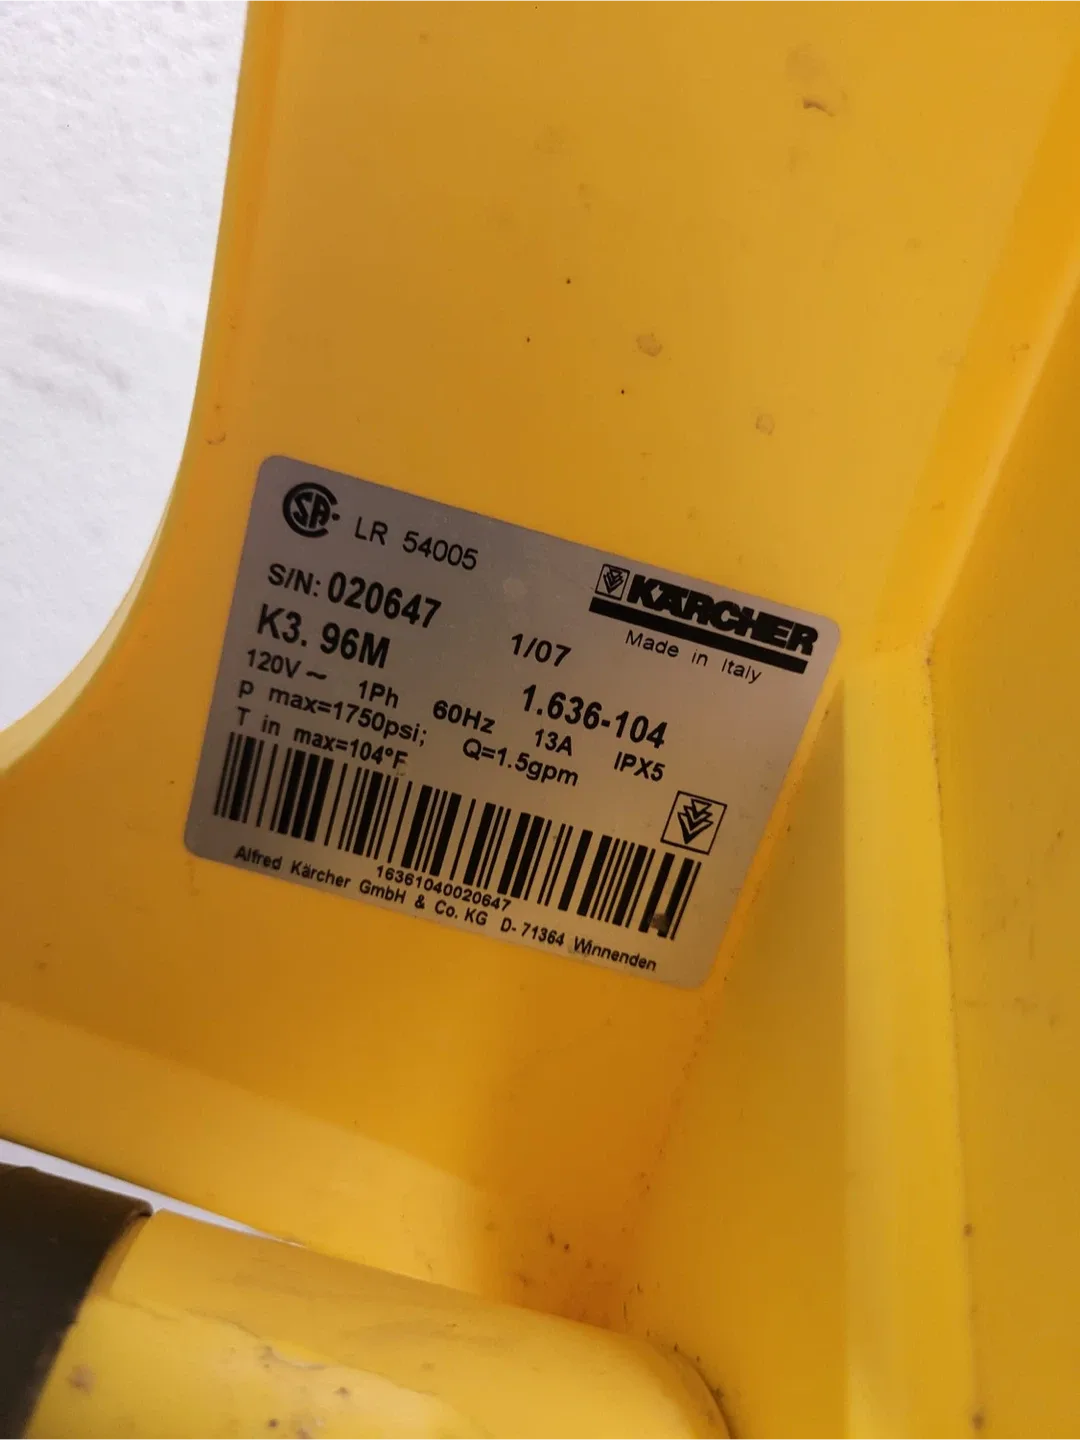 LR 54005
KÄRCHER
Made in Italy
S/N: 020647
1/07
K3. 96M
1.636-104
120V ~ 1Ph 60Hz 13A IPX5
p max=1750psi; Q=1.5gpm
T in max=104°F
16361040020647
Alfred Kärcher GmbH & Co. KG D-71364 Winnenden